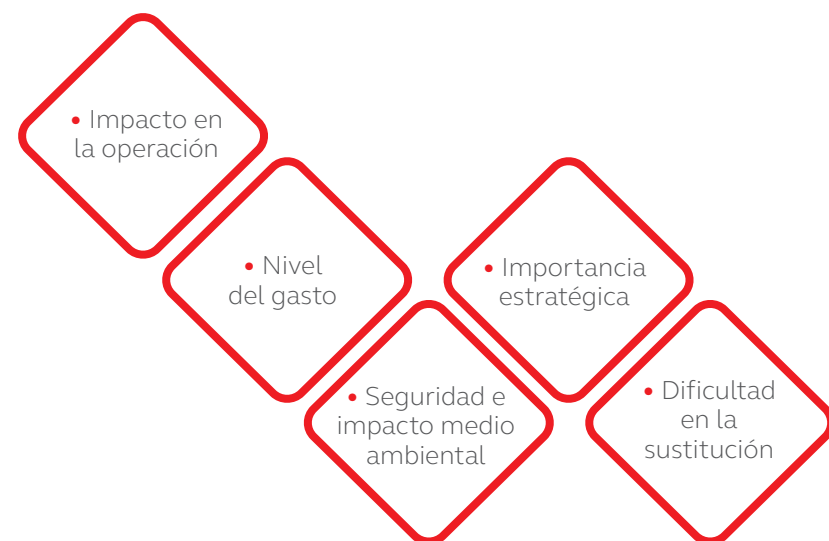 • Impacto en
la operación
• Nivel
del gasto
• Importancia
estratégica
• Seguridad e
impacto medio
ambiental
• Dificultad
en la
sustitución